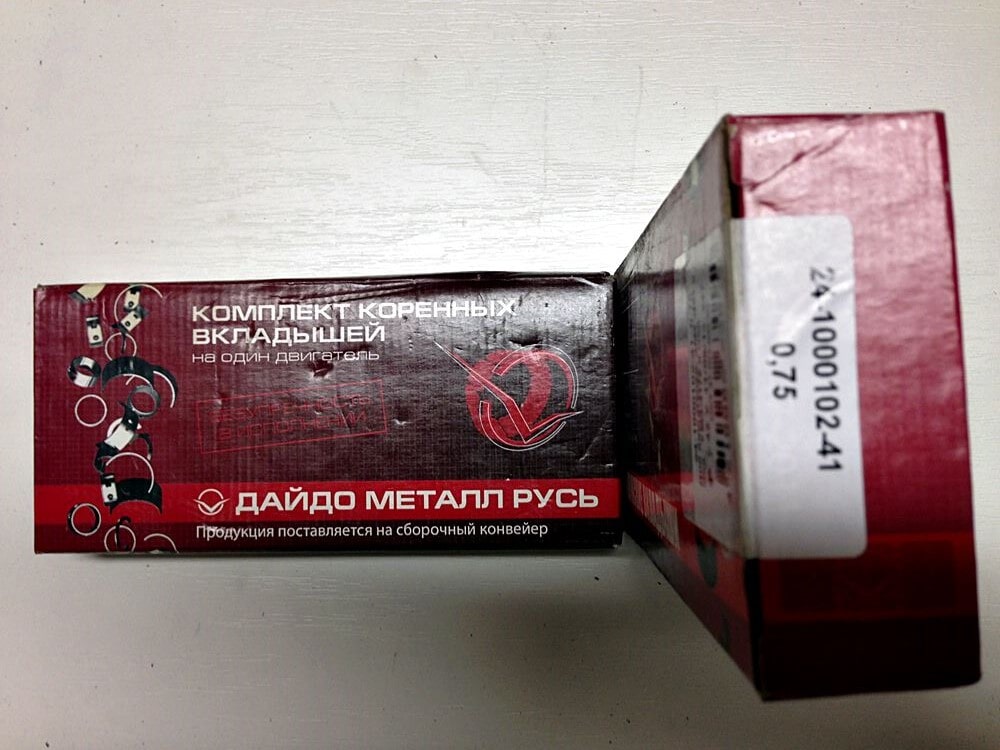 КОМПЛЕКТ КОРЕННЫХ
ВКЛАДЫШЕЙ
на один двигатель
ДАЙДО МЕТАЛЛ РУСЬ
Продукция поставляется на сборочный конвейер
24-1000102-41
0,75